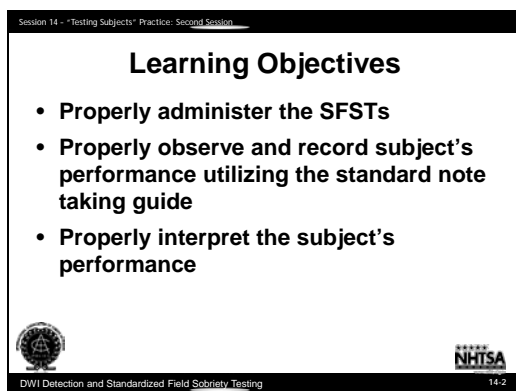 Session 14 - “Testing Subjects” Practice: Second Session
Learning Objectives
• Properly administer the SFSTs
• Properly observe and record subject’s
performance utilizing the standard note
taking guide
• Properly interpret the subject’s
performance
NHTSA
DWI Detection and Standardized Field Sobriety Testing
14-2